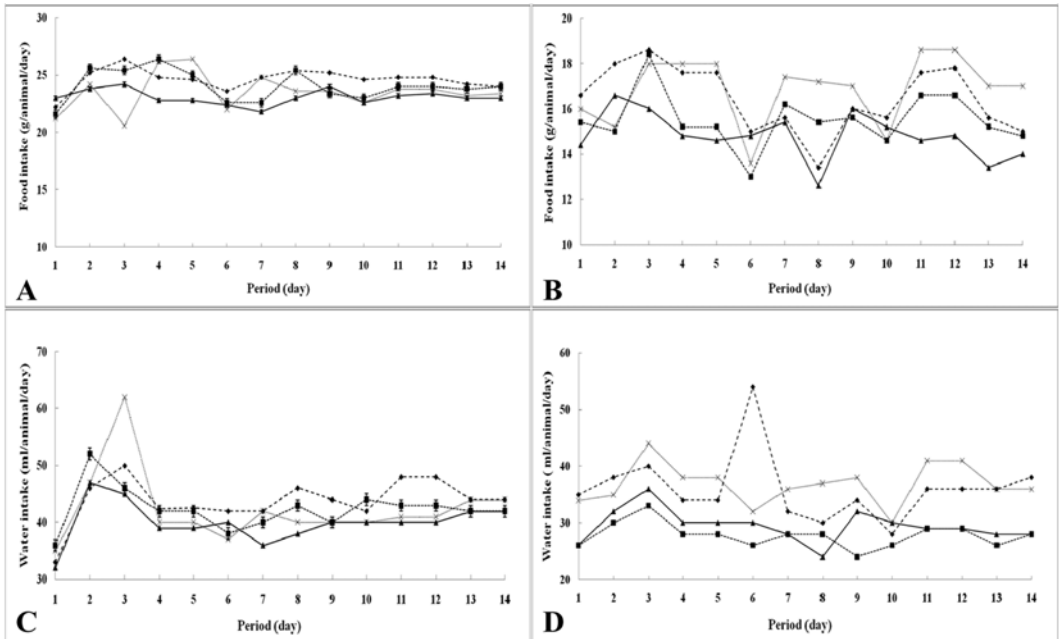 30
25
20
15
10
Food intake (g/animal/day)
1 2 3 4 5 6 7 8 9 10 11 12 13 14
Period (day)
A
20
18
16
14
12
10
Food intake (g/animal/day)
1 2 3 4 5 6 7 8 9 10 11 12 13 14
Period (day)
B
70
60
50
40
30
Water intake (ml/animal/day)
1 2 3 4 5 6 7 8 9 10 11 12 13 14
Period (day)
C
60
50
40
30
20
Water intake ( ml/animal/day)
1 2 3 4 5 6 7 8 9 10 11 12 13 14
Period (day)
D